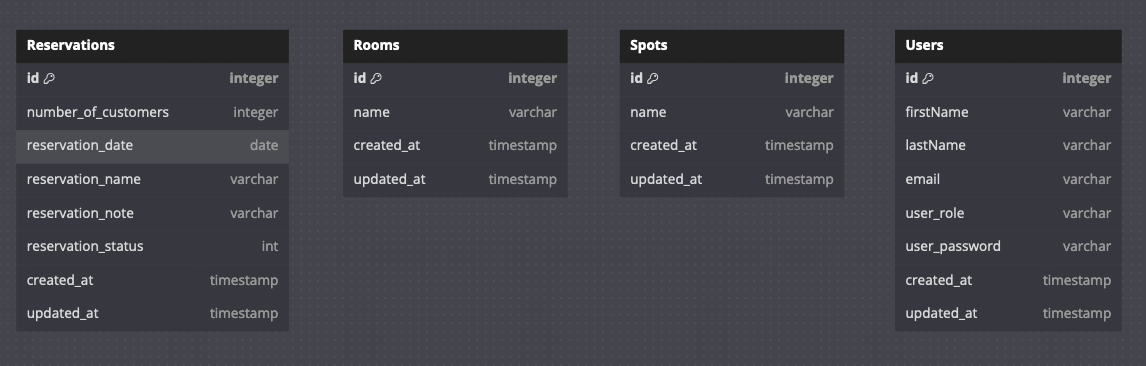 Reservations
id integer
number_of_customers integer
reservation_date date
reservation_name varchar
reservation_note varchar
reservation_status int
created_at timestamp
updated_at timestamp
Rooms
id integer
name varchar
created_at timestamp
updated_at timestamp
Spots
id integer
name varchar
created_at timestamp
updated_at timestamp
Users
id integer
firstName varchar
lastName varchar
email varchar
user_role varchar
user_password varchar
created_at timestamp
updated_at timestamp